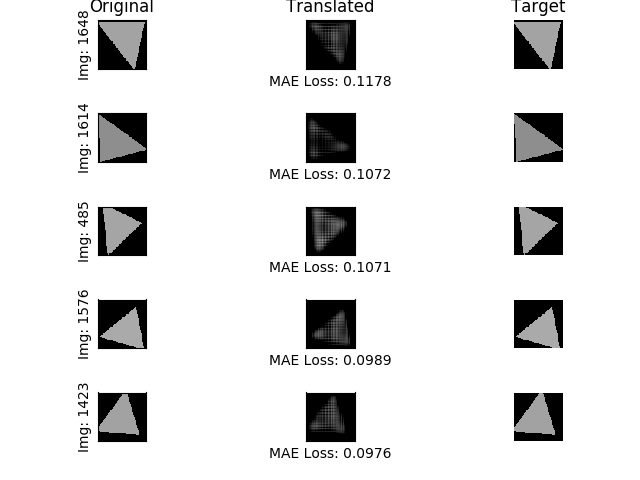 Original Translated Target
Img: 1648
MAE Loss: 0.1178
Img: 1614
MAE Loss: 0.1072
Img: 485
MAE Loss: 0.1071
Img: 1576
MAE Loss: 0.0989
Img: 1423
MAE Loss: 0.0976